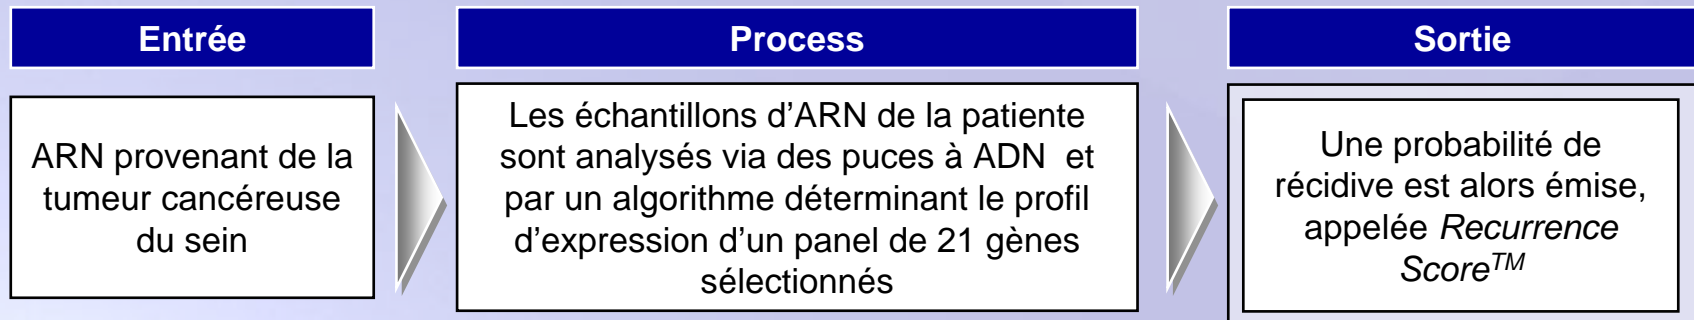 Entrée
Process
Sortie
ARN provenant de la
tumeur cancéreuse
du sein
Les échantillons d’ARN de la patiente
sont analysés via des puces à ADN et
par un algorithme déterminant le profil
d’expression d’un panel de 21 gènes
sélectionnés
Une probabilité de
récidive est alors émise,
appelée Recurrence
Score™